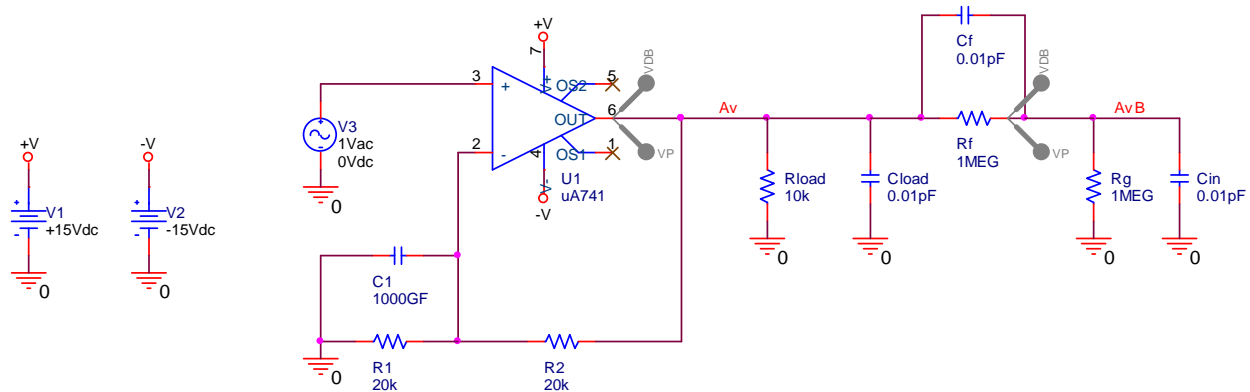 +V
V1
+15Vdc
0
-V
V2
-15Vdc
0
V3
1Vac
0Vdc
0
+V
7
3
+
V+
OS2
5
OUT
6
2
-
4
OS1
1
V-
U1
uA741
-V
VDB
VP
C1
1000GF
R1
20k
0
R2
20k
Av
Rload
10k
0
Cload
0.01pF
0
Cf
0.01pF
Rf
1MEG
VDB
VP
AvB
Rg
1MEG
0
Cin
0.01pF
0